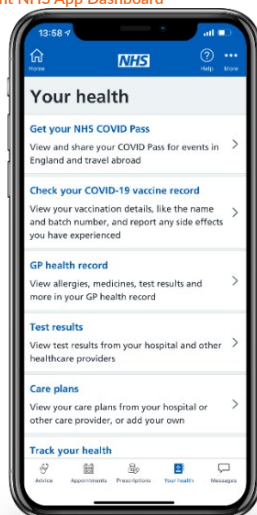 nt NHS App Dashboard
13:58
Home
NHS
Help
More
Your health
Get your NHS COVID Pass
View and share your COVID Pass for events in
England and travel abroad
Check your COVID-19 vaccine record
View your vaccination details, like the name
and batch number, and report any side effects
you have experienced
GP health record
View allergies, medicines, test results and
more in your GP health record
Test results
View test results from your hospital and other
healthcare providers
Care plans
View your care plans from your hospital or
other care provider, or add your own
Track your health
Advice
Appointments
Prescriptions
Your health
Messages